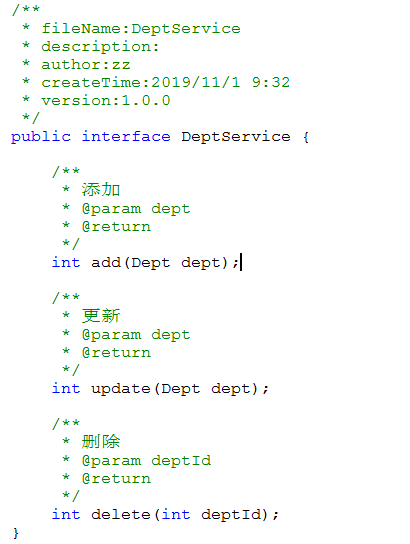 /**
 * fileName:DeptService
 * description:
 * author:zz
 * createTime:2019/11/1 9:32
 * version:1.0.0
 */
public interface DeptService {

    /**
     * 添加
     * @param dept
     * @return
     */
    int add(Dept dept);

    /**
     * 更新
     * @param dept
     * @return
     */
    int update(Dept dept);

    /**
     * 删除
     * @param deptId
     * @return
     */
    int delete(int deptId);
}